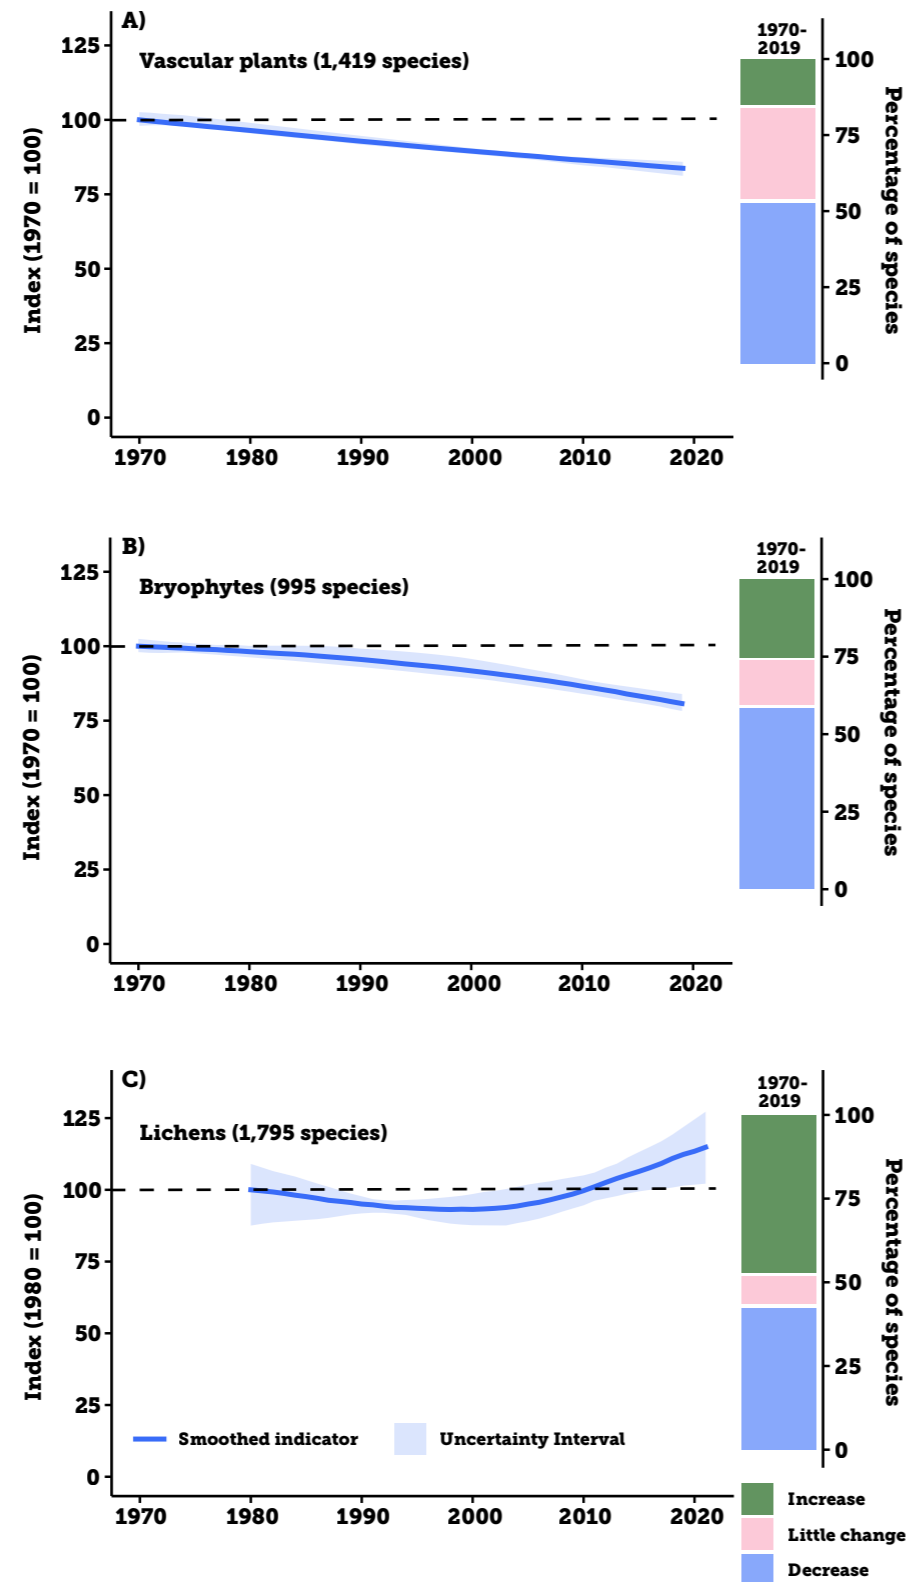 A)
Vascular plants (1,419 species)
Index (1970 = 100)
125
100
75
50
25
0
1970 1980 1990 2000 2010 2020
1970-
2019
100
75
50
25
0
Percentage of species
B)
Bryophytes (995 species)
Index (1970 = 100)
125
100
75
50
25
0
1970 1980 1990 2000 2010 2020
1970-
2019
100
75
50
25
0
Percentage of species
C)
Lichens (1,795 species)
Index (1980 = 100)
125
100
75
50
25
0
Smoothed indicator Uncertainty Interval
1970 1980 1990 2000 2010 2020
1970-
2019
100
75
50
25
0
Percentage of species
Increase
Little change
Decrease